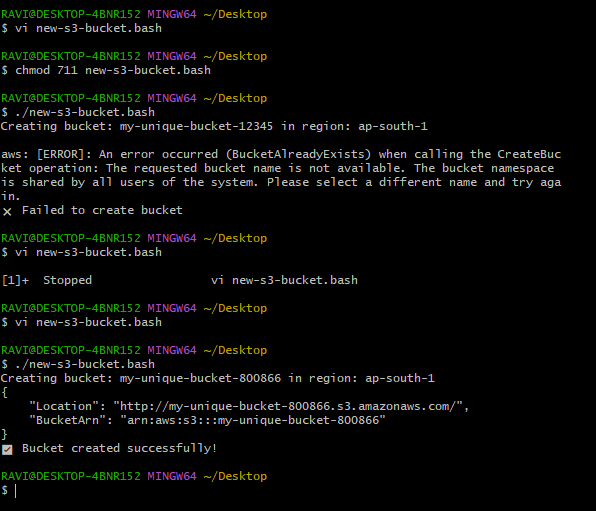 RAVI@DESKTOP-4BNR152 MINGW64 ~/Desktop
$ vi new-s3-bucket.bash
RAVI@DESKTOP-4BNR152 MINGW64 ~/Desktop
$ chmod 711 new-s3-bucket.bash
RAVI@DESKTOP-4BNR152 MINGW64 ~/Desktop
$ ./new-s3-bucket.bash
Creating bucket: my-unique-bucket-12345 in region: ap-south-1
aws: [ERROR]: An error occurred (BucketAlreadyExists) when calling the CreateBuc
ket operation: The requested bucket name is not available. The bucket namespace
is shared by all users of the system. Please select a different name and try aga
in.
❌ Failed to create bucket
RAVI@DESKTOP-4BNR152 MINGW64 ~/Desktop
$ vi new-s3-bucket.bash
[1]+  Stopped                 vi new-s3-bucket.bash
RAVI@DESKTOP-4BNR152 MINGW64 ~/Desktop
$ vi new-s3-bucket.bash
RAVI@DESKTOP-4BNR152 MINGW64 ~/Desktop
$ ./new-s3-bucket.bash
Creating bucket: my-unique-bucket-800866 in region: ap-south-1
{
    "Location": "http://my-unique-bucket-800866.s3.amazonaws.com/",
    "BucketArn": "arn:aws:s3:::my-unique-bucket-800866"
}
✅ Bucket created successfully!
RAVI@DESKTOP-4BNR152 MINGW64 ~/Desktop
$